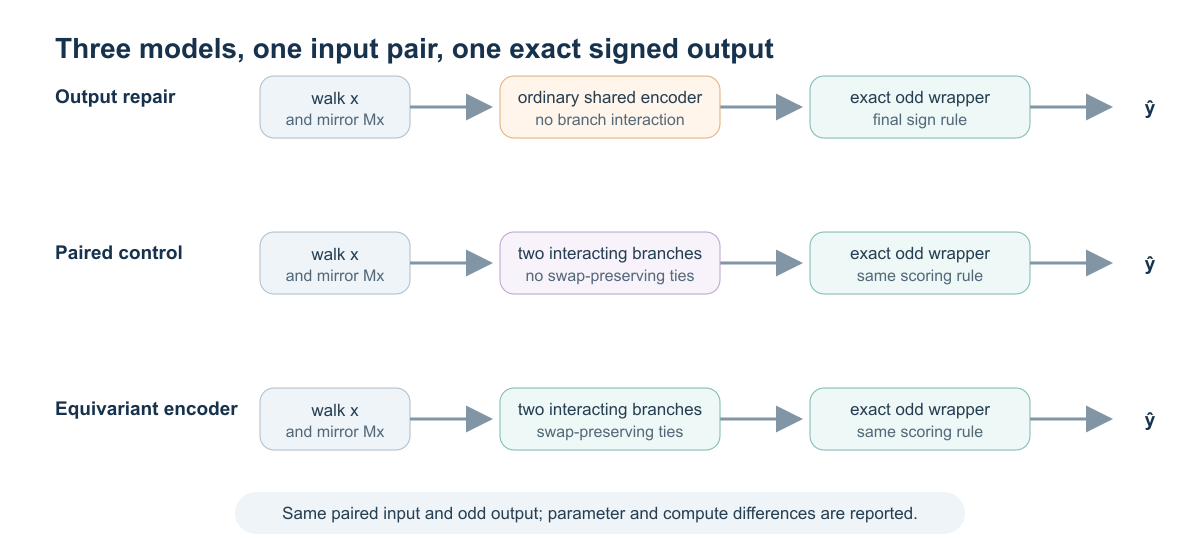 Three models, one input pair, one exact signed output
Output repair
walk x
and mirror Mx
ordinary shared encoder
no branch interaction
exact odd wrapper
final sign rule
ŷ
Paired control
walk x
and mirror Mx
two interacting branches
no swap-preserving ties
exact odd wrapper
same scoring rule
ŷ
Equivariant encoder
walk x
and mirror Mx
two interacting branches
swap-preserving ties
exact odd wrapper
same scoring rule
ŷ
Same paired input and odd output; parameter and compute differences are reported.